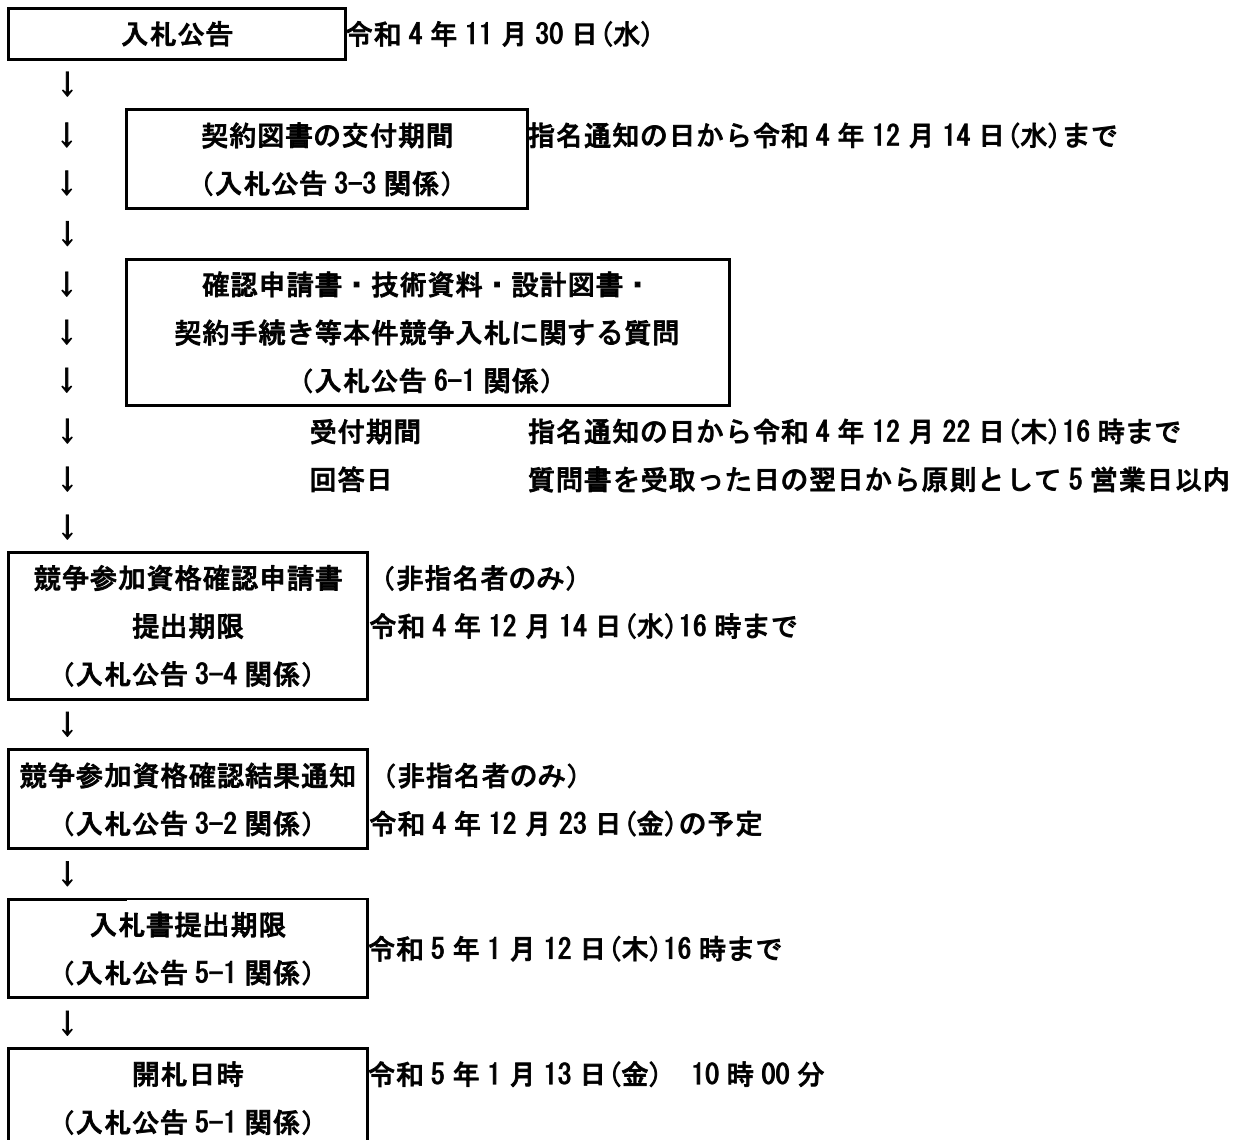 入札公告 令和4年11月30日(水)
↓
↓ 契約図書の交付期間 指名通知の日から令和4年12月14日(水)まで
↓ (入札公告3-3関係)
↓
↓ 確認申請書・技術資料・設計図書・
↓ 契約手続き等本件競争入札に関する質問
↓ (入札公告6-1関係)
↓ 受付期間 指名通知の日から令和4年12月22日(木)16時まで
↓ 回答日 質問書を受取った日の翌日から原則として5営業日以内
↓
競争参加資格確認申請書 (非指名者のみ)
提出期限 令和4年12月14日(水)16時まで
(入札公告3-4関係)
↓
競争参加資格確認結果通知 (非指名者のみ)
(入札公告3-2関係) 令和4年12月23日(金)の予定
↓
入札書提出期限
令和5年1月12日(木)16時まで
(入札公告5-1関係)
↓
開札日時 令和5年1月13日(金) 10時00分
(入札公告5-1関係)